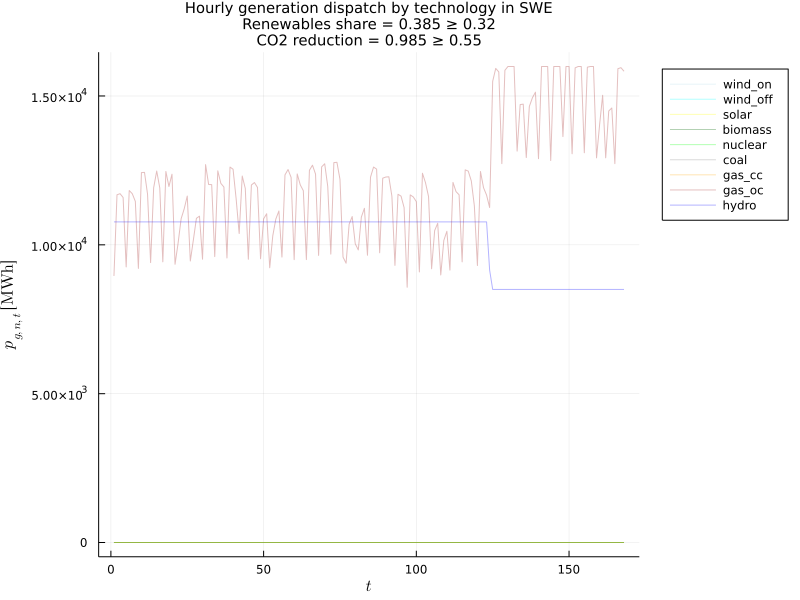 Hourly generation dispatch by technology in SWE
Renewables share = 0.385 ≥ 0.32
CO2 reduction = 0.985 ≥ 0.55
1.50×10⁴
1.00×10⁴
5.00×10³
0
p g, n, t [MWh]
0 50 100 150
t
wind_on
wind_off
solar
biomass
nuclear
coal
gas_cc
gas_oc
hydro